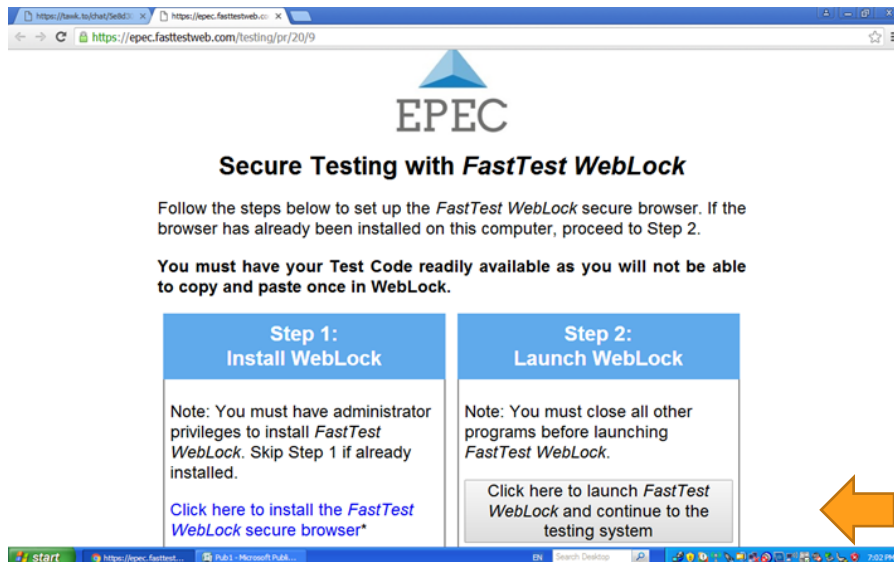 https://tawk.to/chat/5e8d3
https://epec.fasttestweb.co
https://epec.fasttestweb.com/testing/pr/20/9
EPEC
Secure Testing with FastTest WebLock
Follow the steps below to set up the FastTest WebLock secure browser. If the
browser has already been installed on this computer, proceed to Step 2.
You must have your Test Code readily available as you will not be able
to copy and paste once in WebLock.
Step 1:
Install WebLock
Note: You must have administrator
privileges to install FastTest
WebLock. Skip Step 1 if already
installed.
Click here to install the FastTest
WebLock secure browser*
Step 2:
Launch WebLock
Note: You must close all other
programs before launching
FastTest WebLock.
Click here to launch FastTest
WebLock and continue to the
testing system
start
https://epec.fasttest...
Pub1 - Microsoft Publi...
EN
Search Desktop
7:02 PM